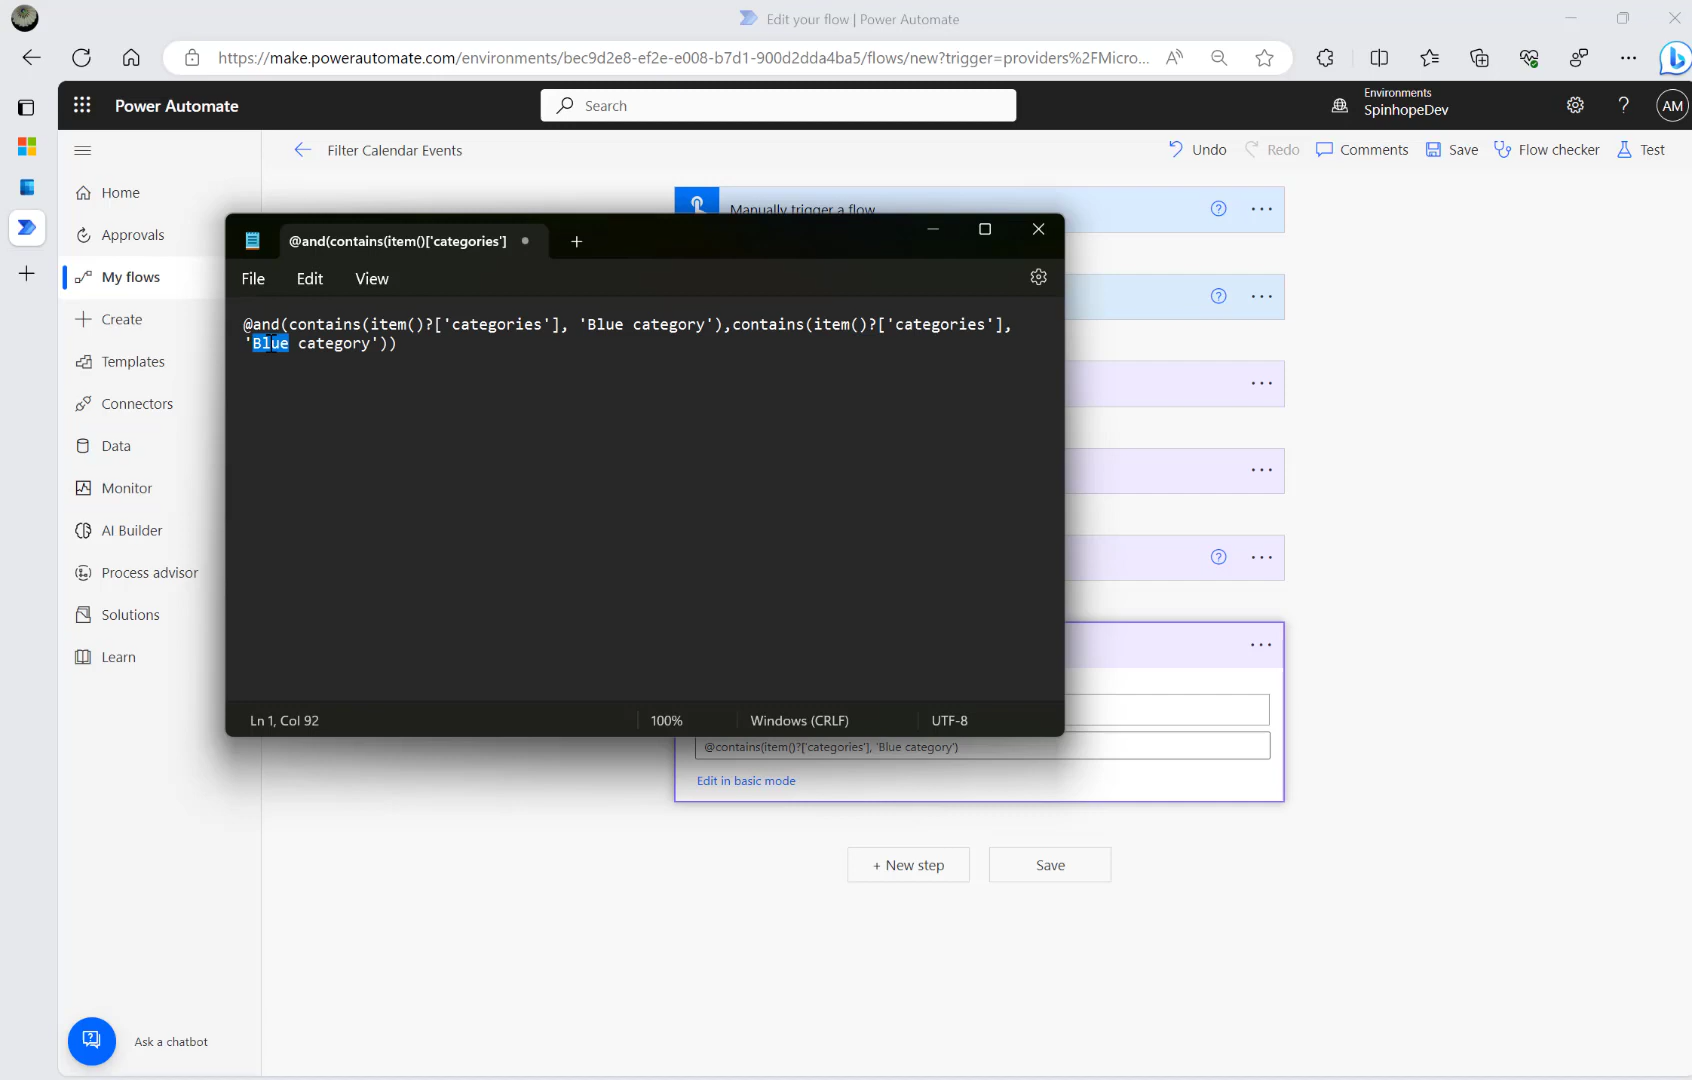 Edit your flow | Power Automate
https://make.powerautomate.com/environments/bec9d2e8-ef2e-e008-b7d1-900d2dda4ba5/flows/new?trigger=providers%2FMicro...
Power Automate
Search
Environments
SpinhopeDev
AM
Filter Calendar Events
Undo
Redo
Comments
Save
Flow checker
Test
Home
Approvals
My flows
Create
Templates
Connectors
Data
Monitor
AI Builder
Process advisor
Solutions
Learn
Ask a chatbot
Manually trigger a flow
@and(contains(item()['categories']
File
Edit
View
@and(contains(item()?['categories'], 'Blue category'),contains(item()?['categories'],
'Blue category'))
Ln 1, Col 92
100%
Windows (CRLF)
UTF-8
@contains(item()?['categories'], 'Blue category')
Edit in basic mode
+ New step
Save